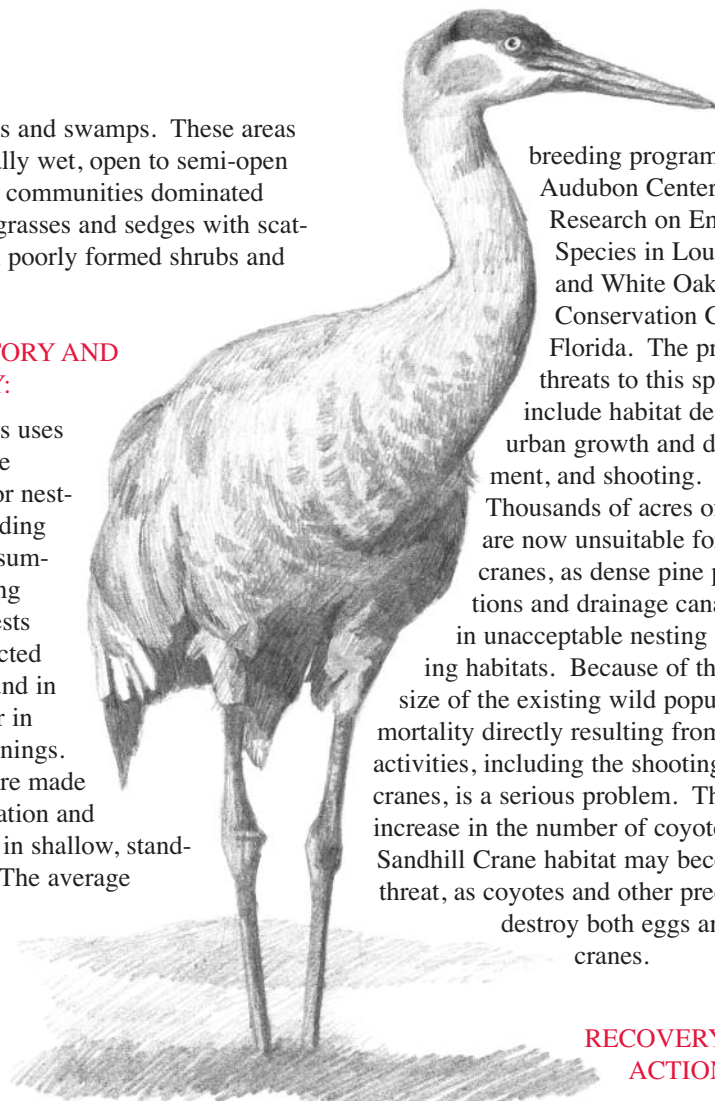 s and swamps. These areas
ally wet, open to semi-open
communities dominated
grasses and sedges with scat-
poorly formed shrubs and
TORY AND
Y:
s uses
e
or nest-
ding
sum-
ng
ests
cted
und in
r in
nings.
re made
ation and
in shallow, stand-
The average
breeding program
Audubon Center
Research on En
Species in Lou
and White Oak
Conservation C
Florida. The pr
threats to this sp
include habitat de
urban growth and d
ment, and shooting.
Thousands of acres o
are now unsuitable fo
cranes, as dense pine p
tions and drainage cana
in unacceptable nesting
ing habitats. Because of th
size of the existing wild popu
mortality directly resulting from
activities, including the shooting
cranes, is a serious problem. Th
increase in the number of coyot
Sandhill Crane habitat may bec
threat, as coyotes and other pre
destroy both eggs an
cranes.
RECOVERY
ACTION